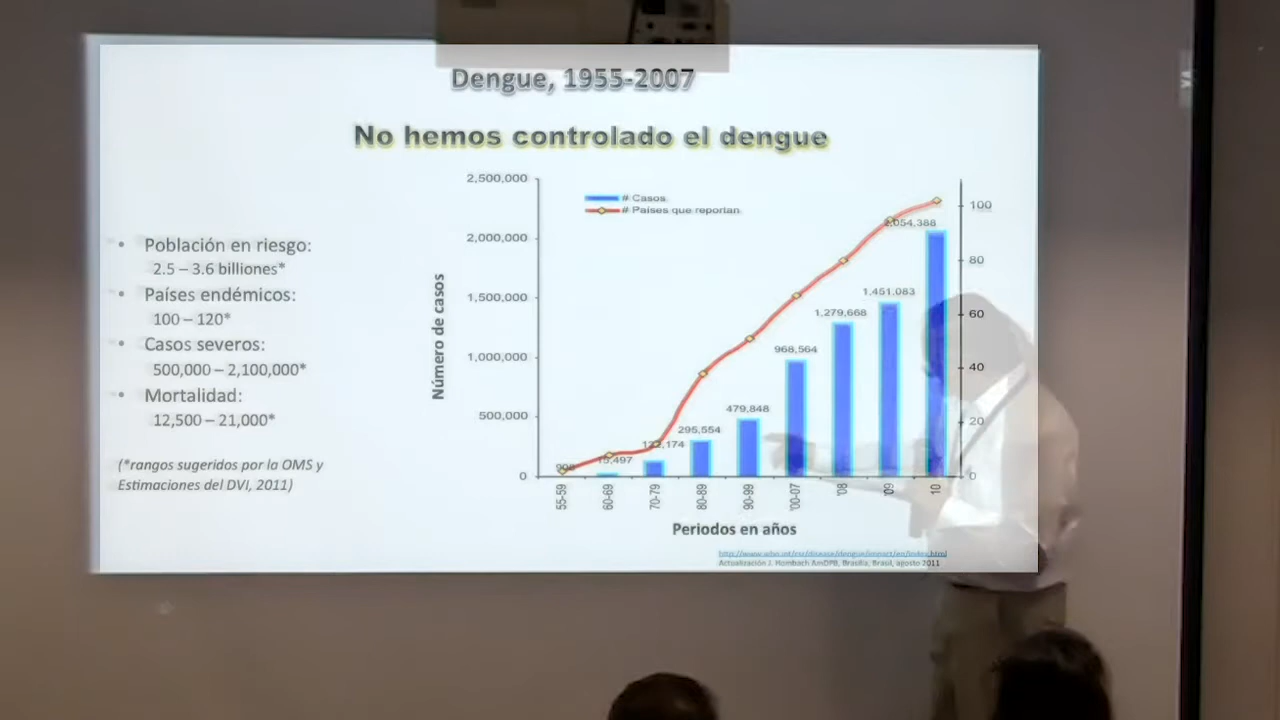 Dengue, 1955-2007
No hemos controlado el dengue
• Población en riesgo:
2.5 – 3.6 billiones*
• Países endémicos:
100 – 120*
• Casos severos:
500,000 – 2,100,000*
• Mortalidad:
12,500 – 21,000*
(*rangos sugeridos por la OMS y
Estimaciones del DVI, 2011)
# Casos
# Países que reportan
Número de casos
2,500,000
2,000,000
1,500,000
1,000,000
500,000
0
908
15,497
122,174
295,554
479,848
968,564
1,279,668
1,451,083
2,054,388
100
80
60
40
20
0
55-59
60-69
70-79
80-89
90-99
'00-07
'08
'09
10
Periodos en años
http://www.who.int/csr/disease/dengue/impact/en/index.html
Actualización J. Hombach AmDPB, Brasilia, Brasil, agosto 2011